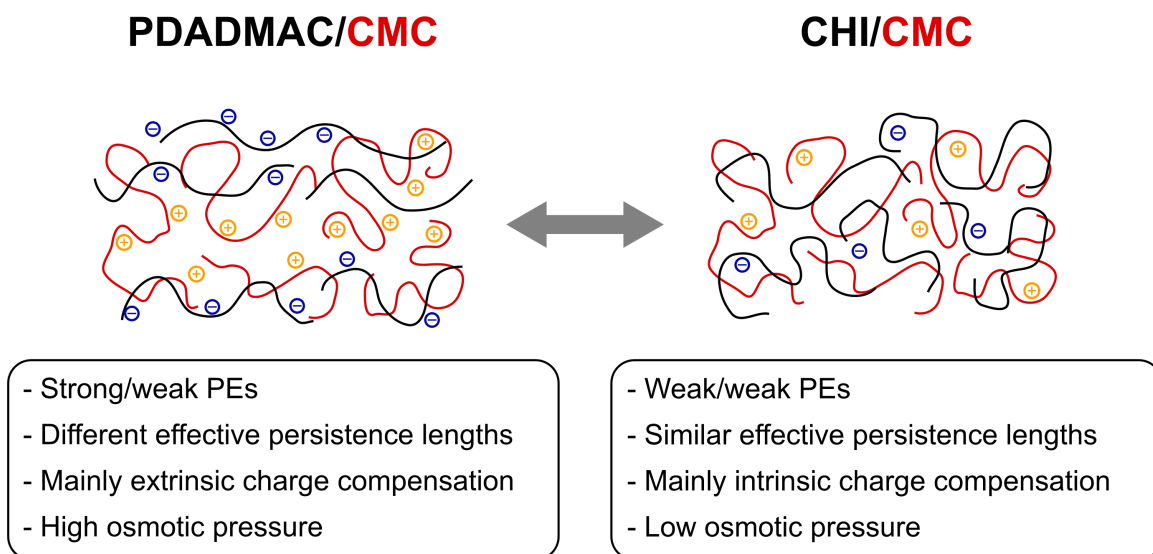 PDADMAC/CMC
CHI/CMC
- Strong/weak PEs
- Different effective persistence lengths
- Mainly extrinsic charge compensation
- High osmotic pressure
- Weak/weak PEs
- Similar effective persistence lengths
- Mainly intrinsic charge compensation
- Low osmotic pressure